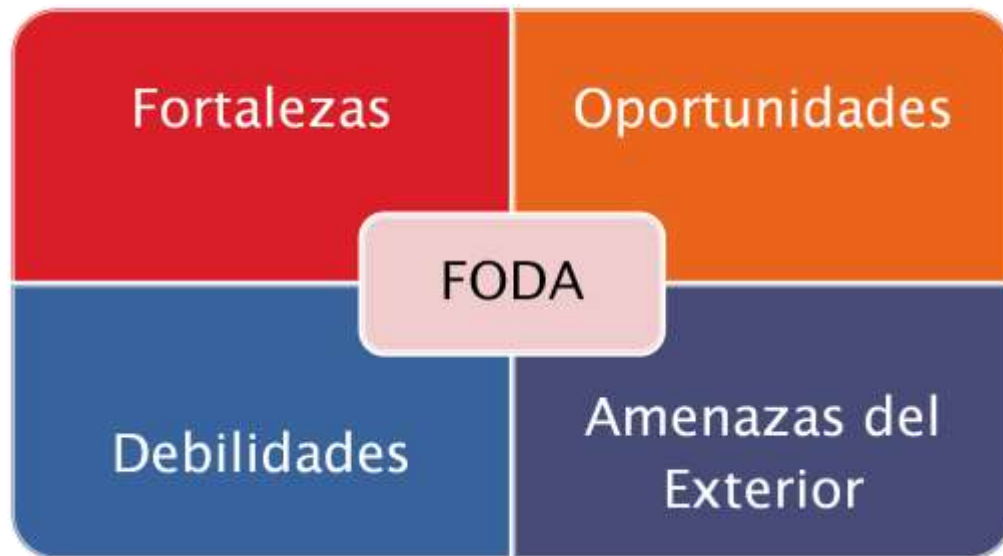 Fortalezas
Oportunidades
FODA
Debilidades
Amenazas del
Exterior